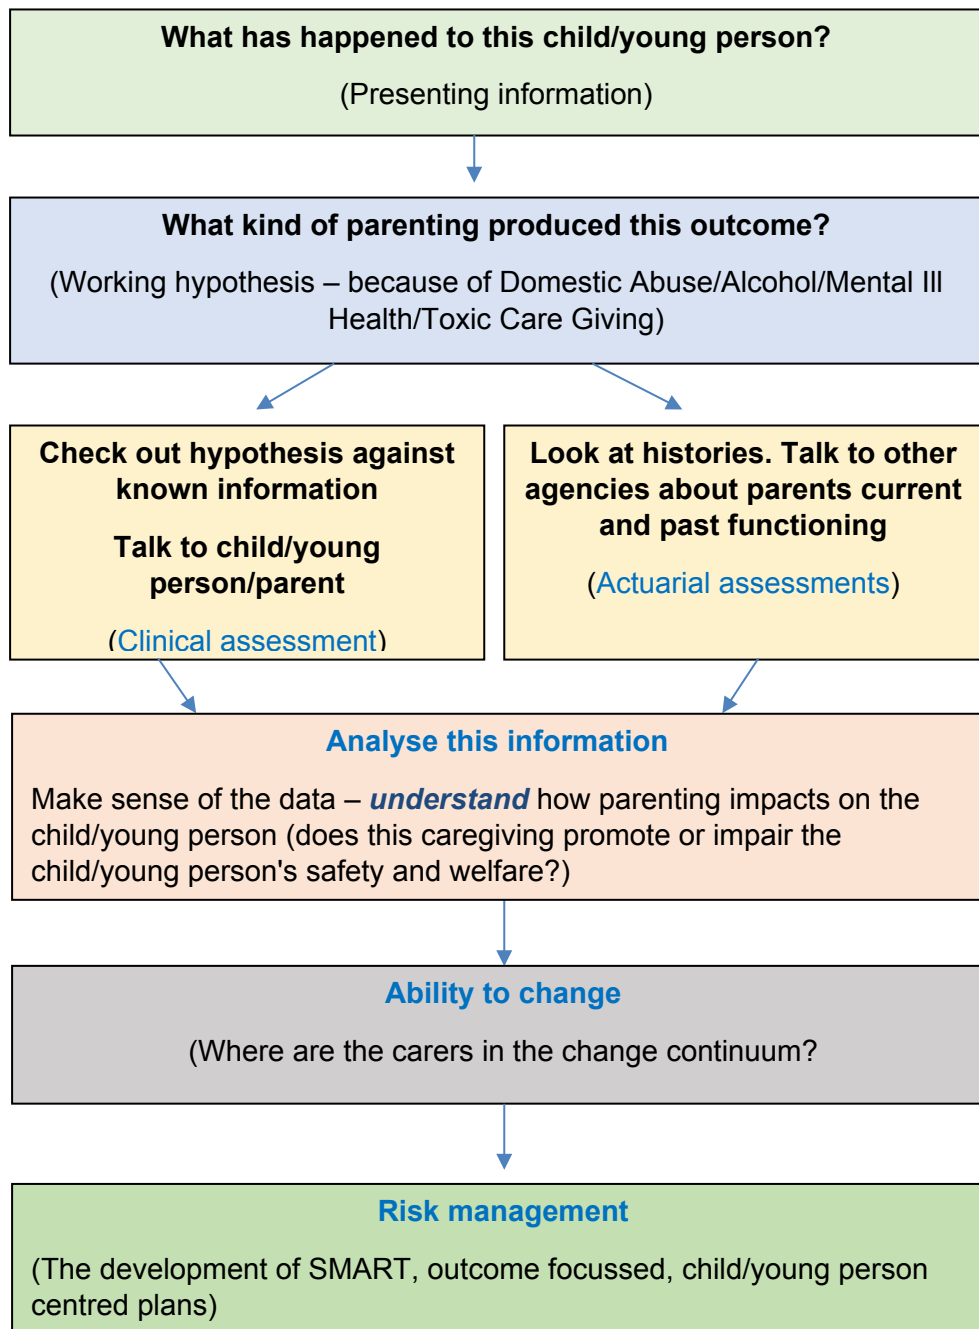 What has happened to this child/young person?
(Presenting information)
What kind of parenting produced this outcome?
(Working hypothesis – because of Domestic Abuse/Alcohol/Mental Ill
Health/Toxic Care Giving)
Check out hypothesis against
known information
Talk to child/young
person/parent
(Clinical assessment)
Look at histories. Talk to other
agencies about parents current
and past functioning
(Actuarial assessments)
Analyse this information
Make sense of the data – understand how parenting impacts on the
child/young person (does this caregiving promote or impair the
child/young person's safety and welfare?)
Ability to change
(Where are the carers in the change continuum?
Risk management
(The development of SMART, outcome focussed, child/young person
centred plans)